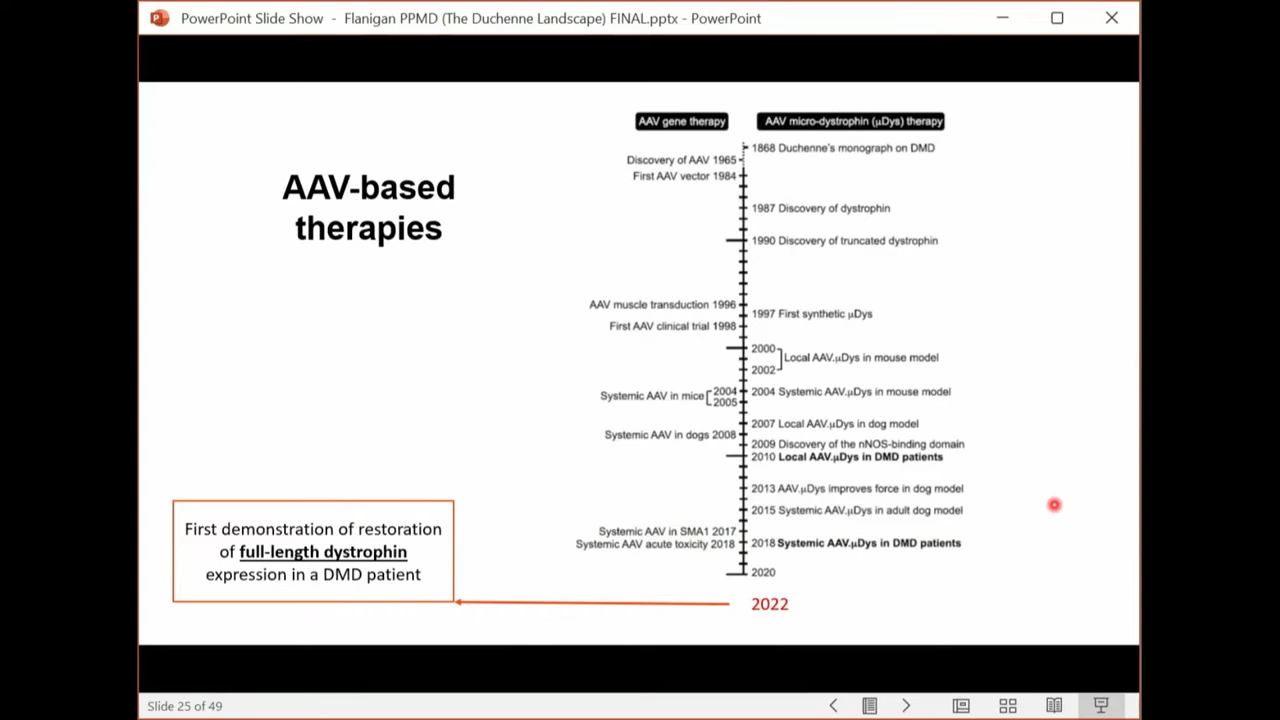 PowerPoint Slide Show - Flanigan PPMD (The Duchenne Landscape) FINAL.pptx - PowerPoint
AAV-based
therapies
AAV gene therapy
AAV micro-dystrophin (μDys) therapy
1868 Duchenne's monograph on DMD
Discovery of AAV 1965
First AAV vector 1984
1987 Discovery of dystrophin
1990 Discovery of truncated dystrophin
AAV muscle transduction 1996
1997 First synthetic μDys
First AAV clinical trial 1998
2000
Local AAV.μDys in mouse model
2002
Systemic AAV in mice
2004
2005
2004 Systemic AAV.μDys in mouse model
2007 Local AAV.μDys in dog model
Systemic AAV in dogs 2008
2009 Discovery of the nNOS-binding domain
2010 Local AAV.μDys in DMD patients
2013 AAV.μDys improves force in dog model
2015 Systemic AAV.μDys in adult dog model
Systemic AAV in SMA1 2017
Systemic AAV acute toxicity 2018
2018 Systemic AAV.μDys in DMD patients
2020
2022
First demonstration of restoration
of full-length dystrophin
expression in a DMD patient
Slide 25 of 49